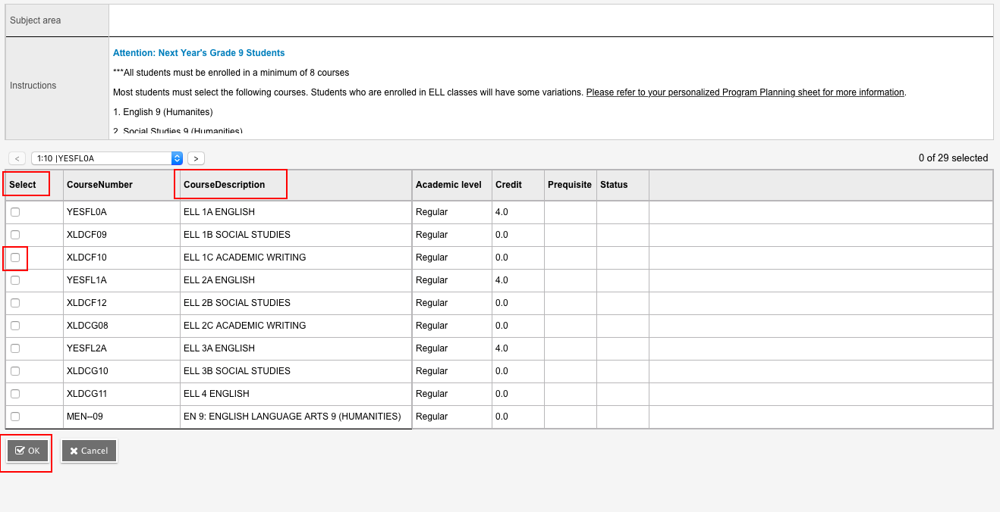 Subject area
Instructions
Attention: Next Year's Grade 9 Students
***All students must be enrolled in a minimum of 8 courses
Most students must select the following courses. Students who are enrolled in ELL classes will have some variations. Please refer to your personalized Program Planning sheet for more information.
1. English 9 (Humanites)
2. Social Studies 9 (Humanities)
< 1:10 |YESFL0A > 0 of 29 selected
Select CourseNumber CourseDescription Academic level Credit Prequisite Status
YESFL0A ELL 1A ENGLISH Regular 4.0
XLDCF09 ELL 1B SOCIAL STUDIES Regular 0.0
XLDCF10 ELL 1C ACADEMIC WRITING Regular 0.0
YESFL1A ELL 2A ENGLISH Regular 4.0
XLDCF12 ELL 2B SOCIAL STUDIES Regular 0.0
XLDCG08 ELL 2C ACADEMIC WRITING Regular 0.0
YESFL2A ELL 3A ENGLISH Regular 4.0
XLDCG10 ELL 3B SOCIAL STUDIES Regular 0.0
XLDCG11 ELL 4 ENGLISH Regular 0.0
MEN--09 EN 9: ENGLISH LANGUAGE ARTS 9 (HUMANITIES) Regular 0.0
OK Cancel